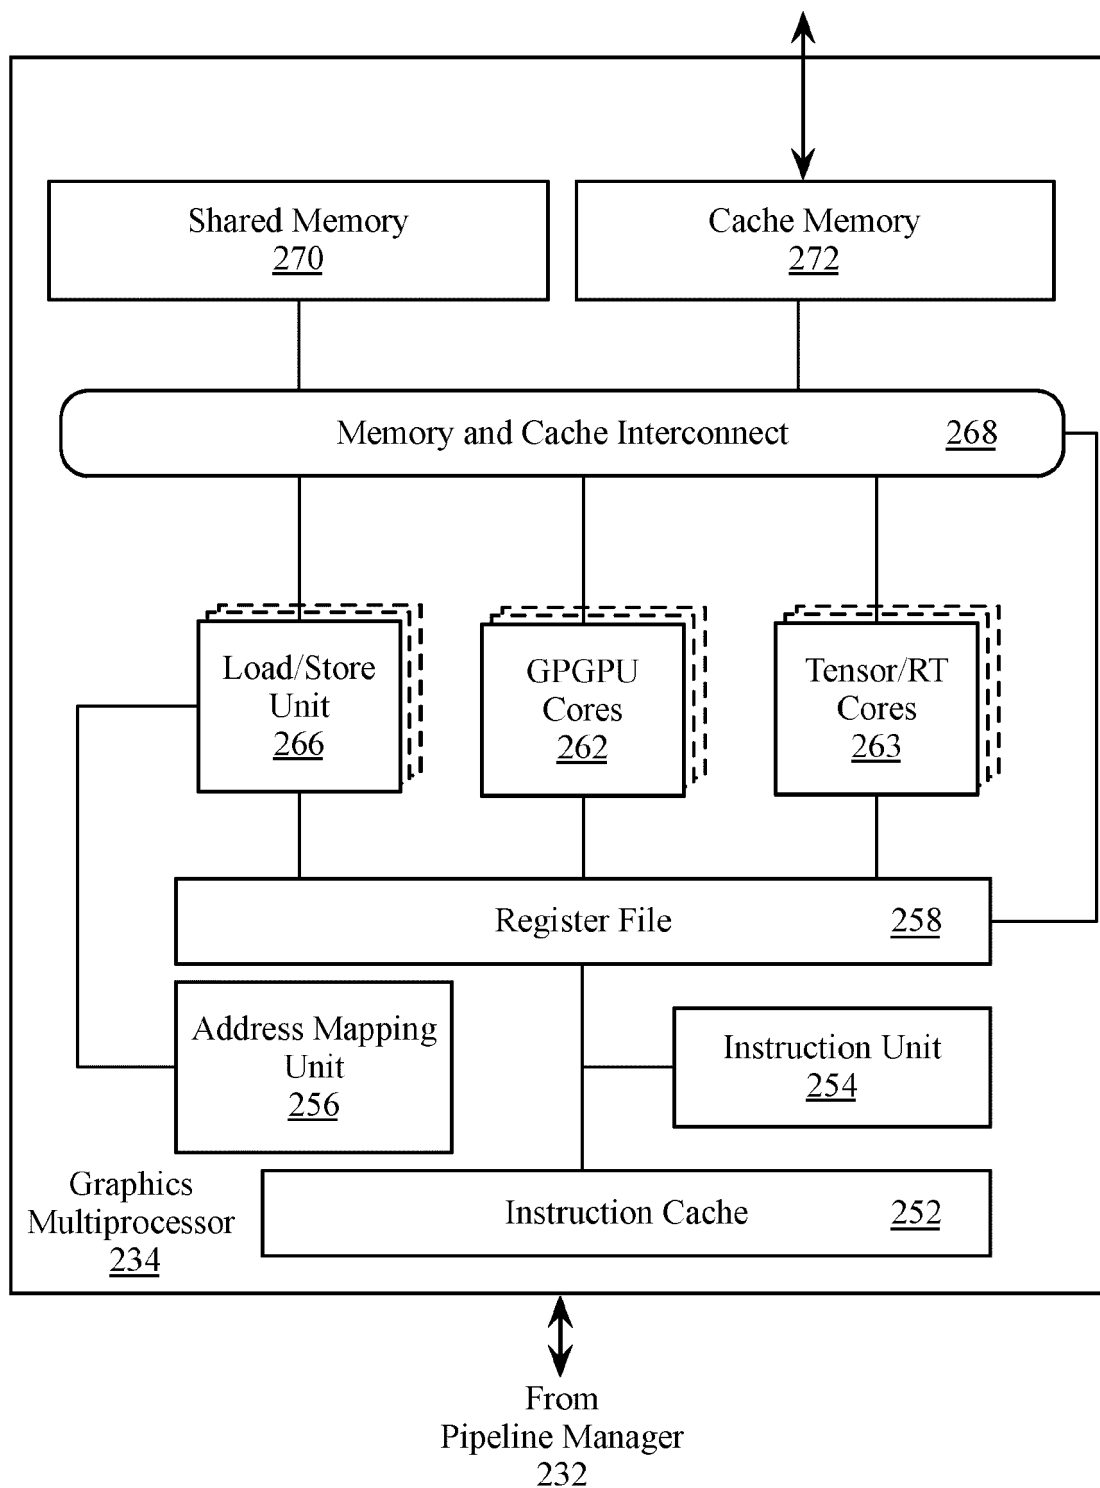 Shared Memory
270
Cache Memory
272
Memory and Cache Interconnect 268
Load/Store
Unit
266
GPGPU
Cores
262
Tensor/RT
Cores
263
Register File 258
Address Mapping
Unit
256
Instruction Unit
254
Graphics
Multiprocessor
234
Instruction Cache 252
From
Pipeline Manager
232